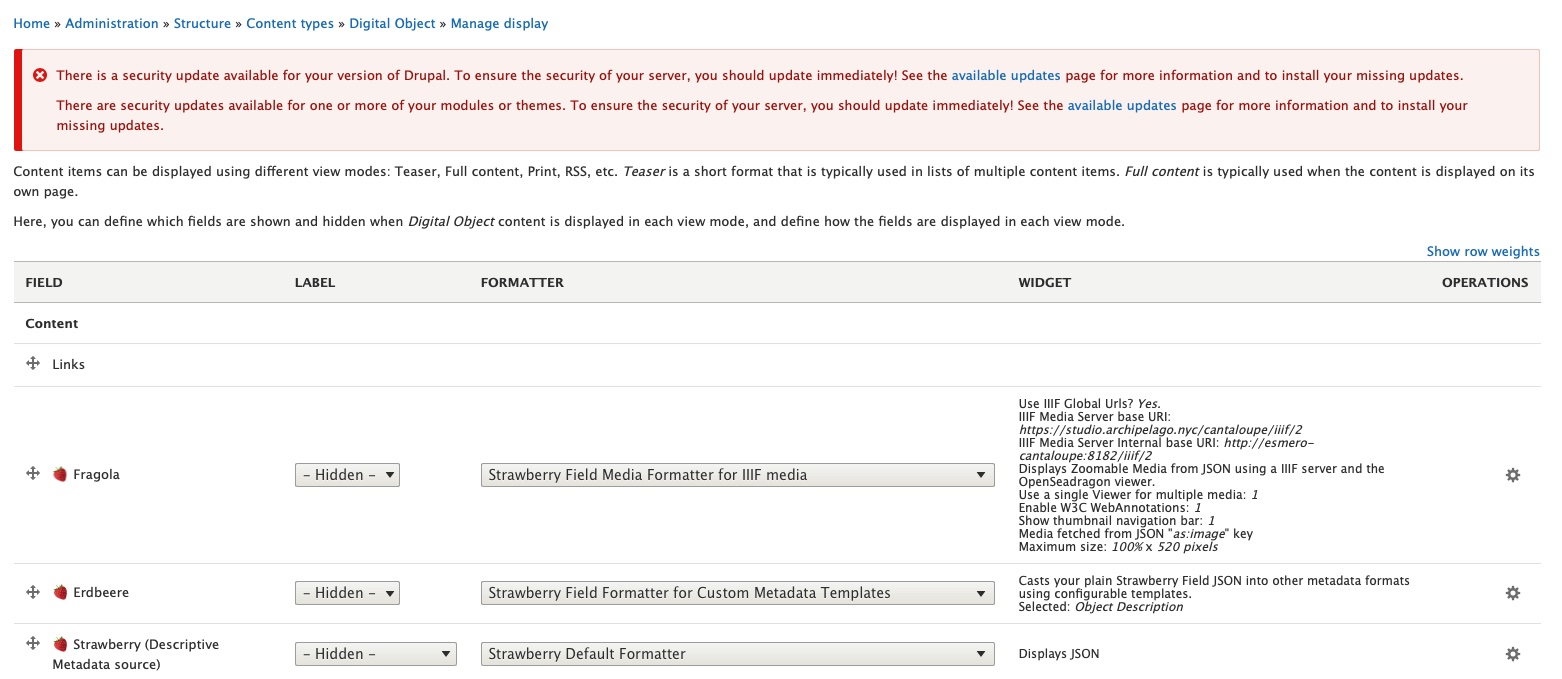 Home » Administration » Structure » Content types » Digital Object » Manage display
There is a security update available for your version of Drupal. To ensure the security of your server, you should update immediately! See the available updates page for more information and to install your missing updates.
There are security updates available for one or more of your modules or themes. To ensure the security of your server, you should update immediately! See the available updates page for more information and to install your
missing updates.
Content items can be displayed using different view modes: Teaser, Full content, Print, RSS, etc. Teaser is a short format that is typically used in lists of multiple content items. Full content is typically used when the content is displayed on its
own page.
Here, you can define which fields are shown and hidden when Digital Object content is displayed in each view mode, and define how the fields are displayed in each view mode.
Show row weights
FIELD LABEL FORMATTER WIDGET OPERATIONS
Content
Links
Fragola
- Hidden -
Strawberry Field Media Formatter for IIIF media
Use IIIF Global Urls? Yes.
IIIF Media Server base URI:
https://studio.archipelago.nyc/cantaloupe/iiif/2
IIIF Media Server Internal base URI: http://esmero-
cantaloupe:8182/iiif/2
Displays Zoomable Media from JSON using a IIIF server and the
OpenSeadragon viewer.
Use a single Viewer for multiple media: 1
Enable W3C WebAnnotations: 1
Show thumbnail navigation bar: 1
Media fetched from JSON "as:image" key
Maximum size: 100% x 520 pixels
Erdbeere
- Hidden -
Strawberry Field Formatter for Custom Metadata Templates
Casts your plain Strawberry Field JSON into other metadata formats
using configurable templates.
Selected: Object Description
Strawberry (Descriptive
Metadata source)
- Hidden -
Strawberry Default Formatter
Displays JSON